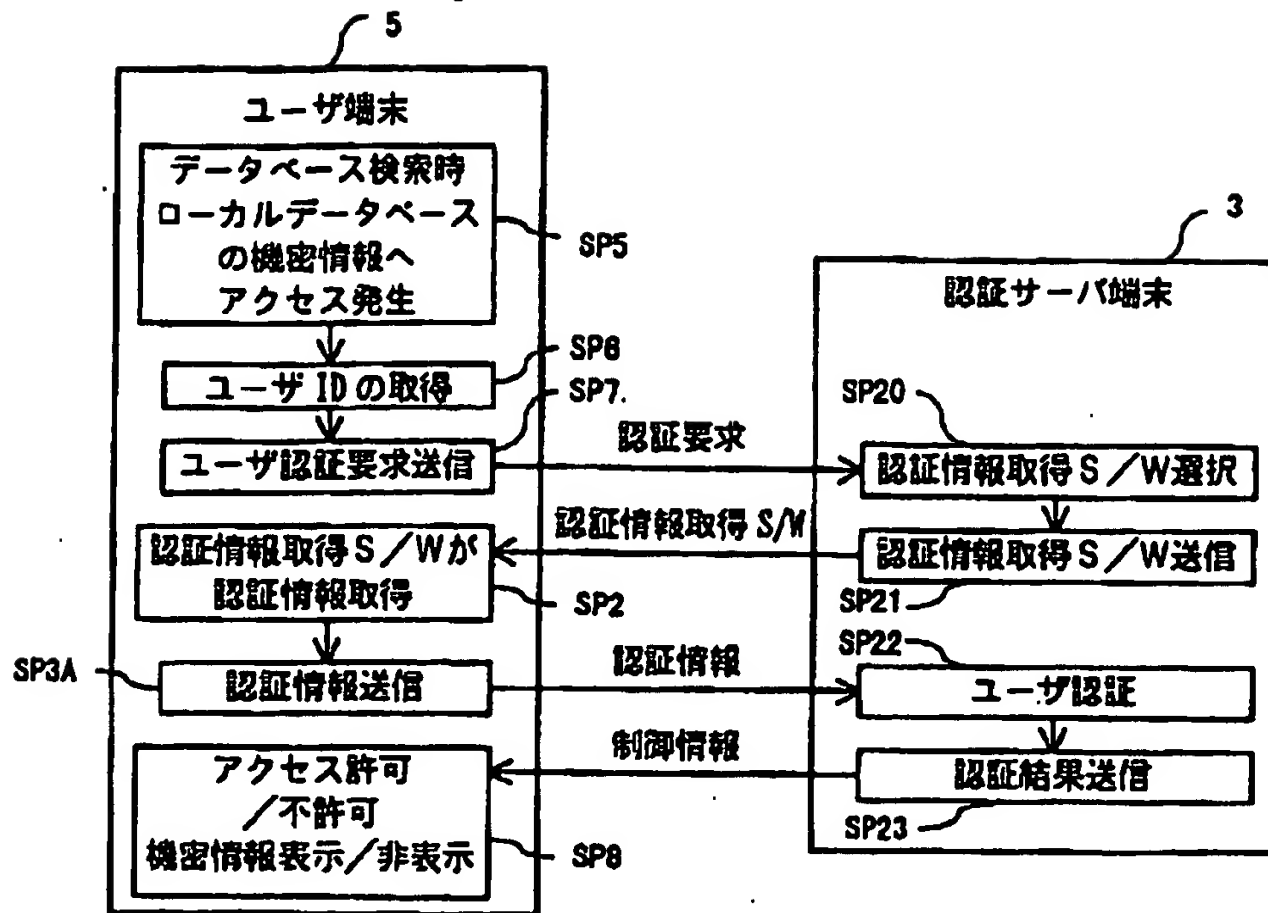 5
ユーザ端末
データベース検索時
ローカルデータベース
の機密情報へ
アクセス発生
SP5
ユーザIDの取得
SP6
ユーザ認証要求送信
SP7.
認証要求
3
認証サーバ端末
SP20
認証情報取得S/W選択
認証情報取得S/W
認証情報取得S/W送信
SP21
認証情報取得S/Wが
認証情報取得
SP2
SP3A
認証情報送信
認証情報
SP22
ユーザ認証
制御情報
認証結果送信
SP23
アクセス許可
/不許可
機密情報表示/非表示
SP8